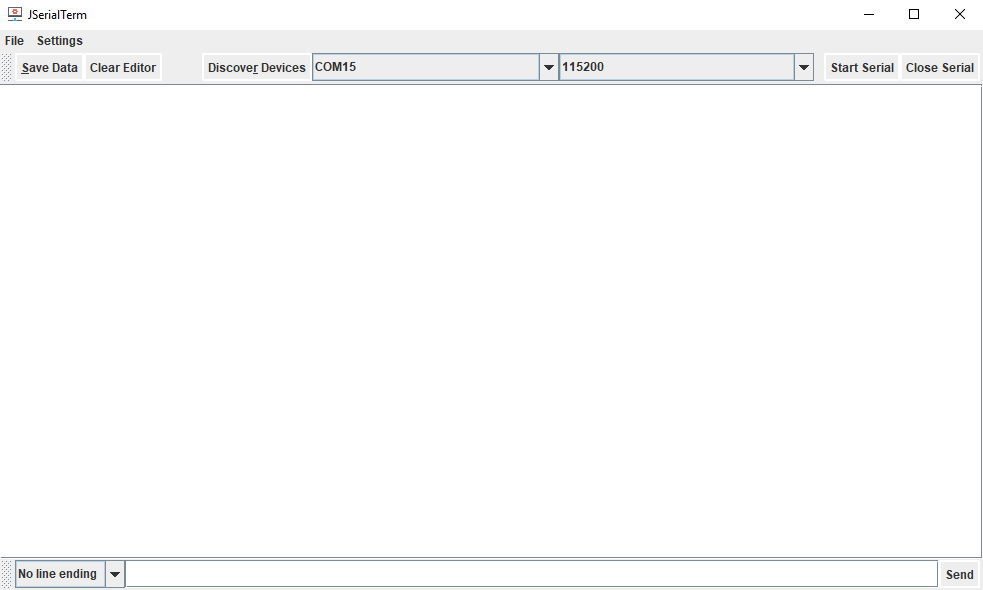 JSerialTerm
File Settings
Save Data Clear Editor Discover Devices COM15 115200 Start Serial Close Serial
No line ending Send